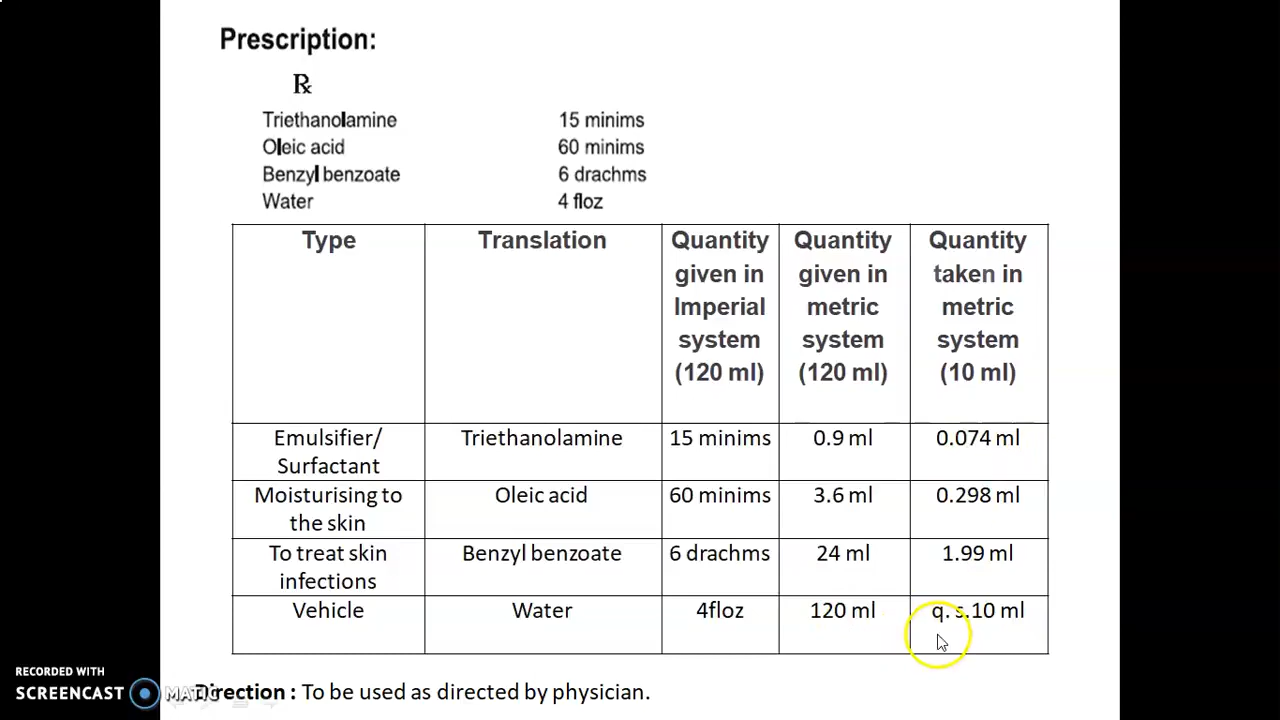 Prescription:
℞
Triethanolamine 15 minims
Oleic acid 60 minims
Benzyl benzoate 6 drachms
Water 4 floz
Type Translation Quantity given in Imperial system (120 ml) Quantity given in metric system (120 ml) Quantity taken in metric system (10 ml)
Emulsifier/ Surfactant Triethanolamine 15 minims 0.9 ml 0.074 ml
Moisturising to the skin Oleic acid 60 minims 3.6 ml 0.298 ml
To treat skin infections Benzyl benzoate 6 drachms 24 ml 1.99 ml
Vehicle Water 4floz 120 ml q. s.10 ml
Direction : To be used as directed by physician.
RECORDED WITH
SCREENCAST MATIC